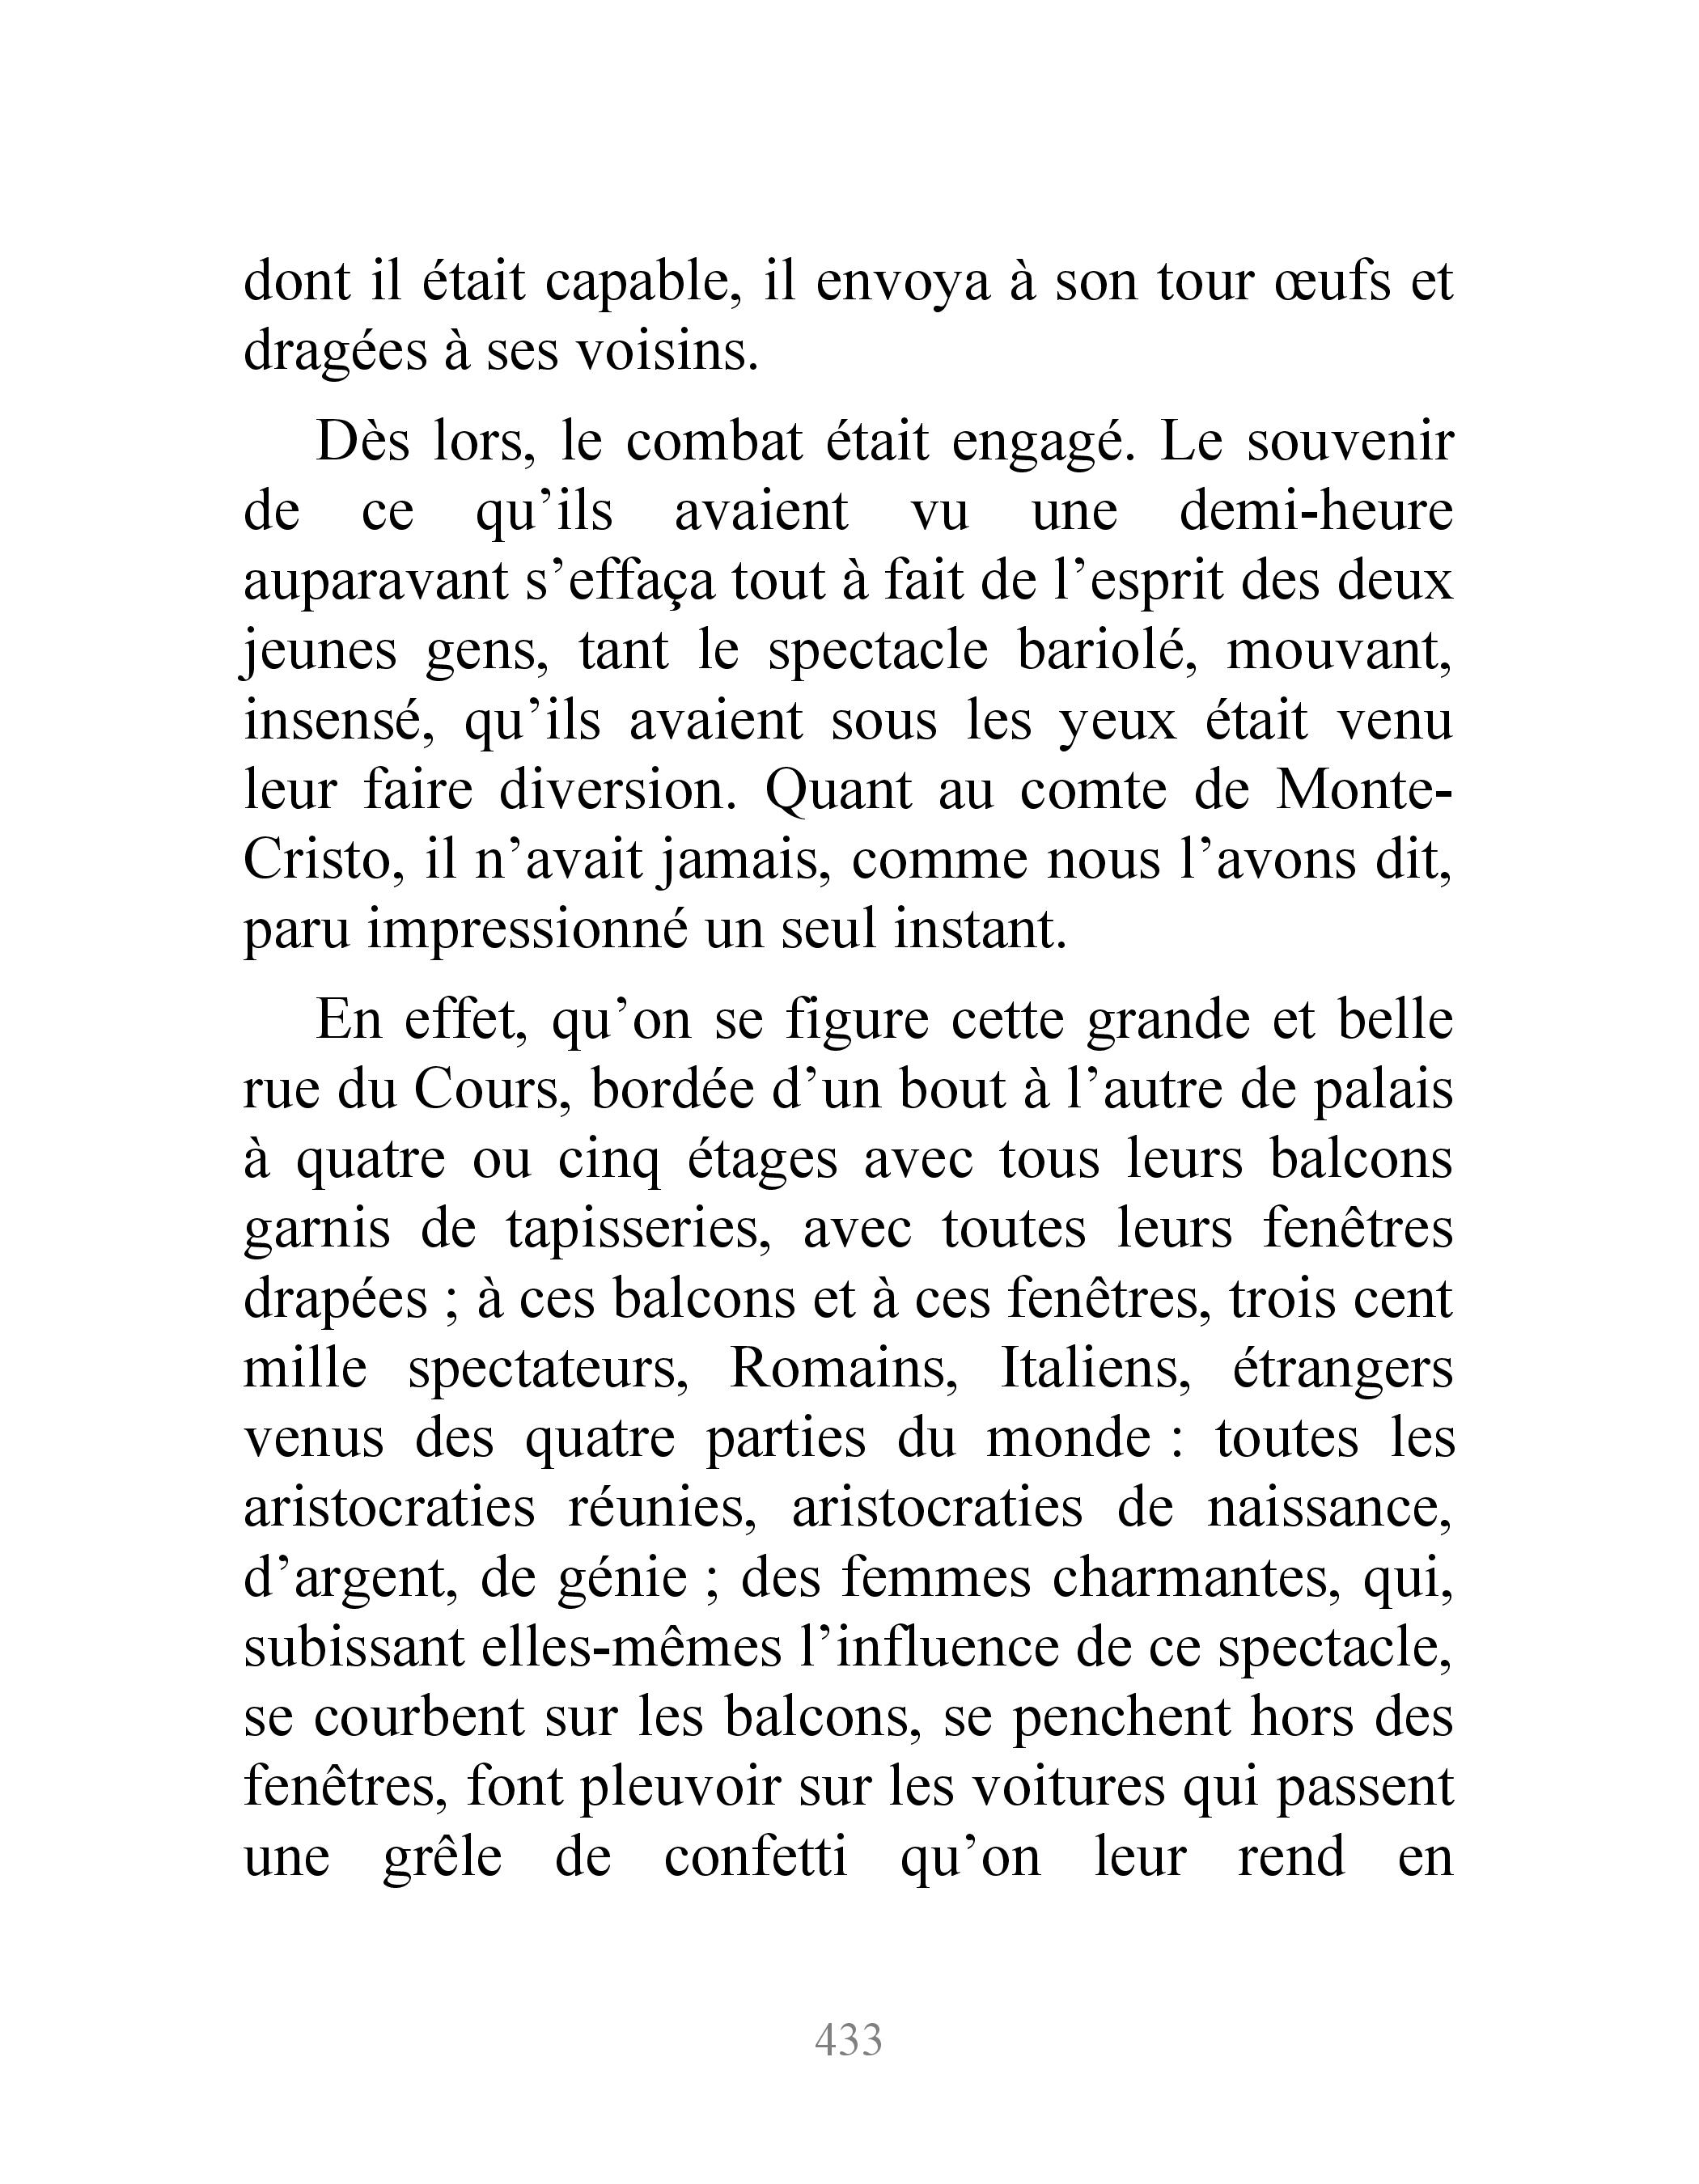 dont il était capable, il envoya à son tour œufs et
dragées à ses voisins.
Dès lors, le combat était engagé. Le souvenir
de ce qu’ils avaient vu une demi-heure
auparavant s’effaça tout à fait de l’esprit des deux
jeunes gens, tant le spectacle bariolé, mouvant,
insensé, qu’ils avaient sous les yeux était venu
leur faire diversion. Quant au comte de Monte-
Cristo, il n’avait jamais, comme nous l’avons dit,
paru impressionné un seul instant.
En effet, qu’on se figure cette grande et belle
rue du Cours, bordée d’un bout à l’autre de palais
à quatre ou cinq étages avec tous leurs balcons
garnis de tapisseries, avec toutes leurs fenêtres
drapées ; à ces balcons et à ces fenêtres, trois cent
mille spectateurs, Romains, Italiens, étrangers
venus des quatre parties du monde : toutes les
aristocraties réunies, aristocraties de naissance,
d’argent, de génie ; des femmes charmantes, qui,
subissant elles-mêmes l’influence de ce spectacle,
se courbent sur les balcons, se penchent hors des
fenêtres, font pleuvoir sur les voitures qui passent
une grêle de confetti qu’on leur rend en
433